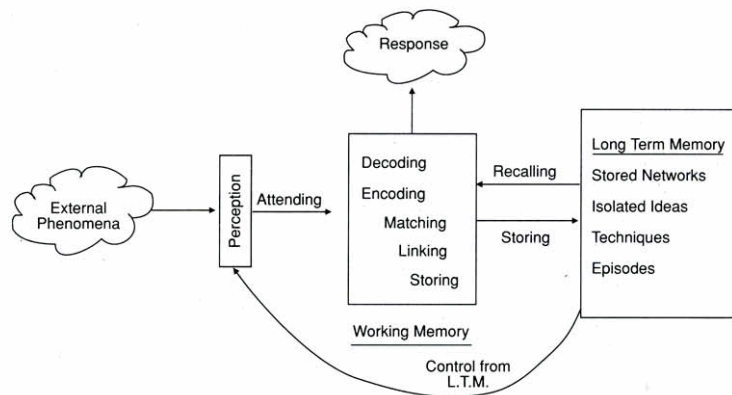 Response
External
Phenomena
Perception
Attending
Decoding
Encoding
Matching
Linking
Storing
Working Memory
Recalling
Storing
Long Term Memory
Stored Networks
Isolated Ideas
Techniques
Episodes
Control from
L.T.M.